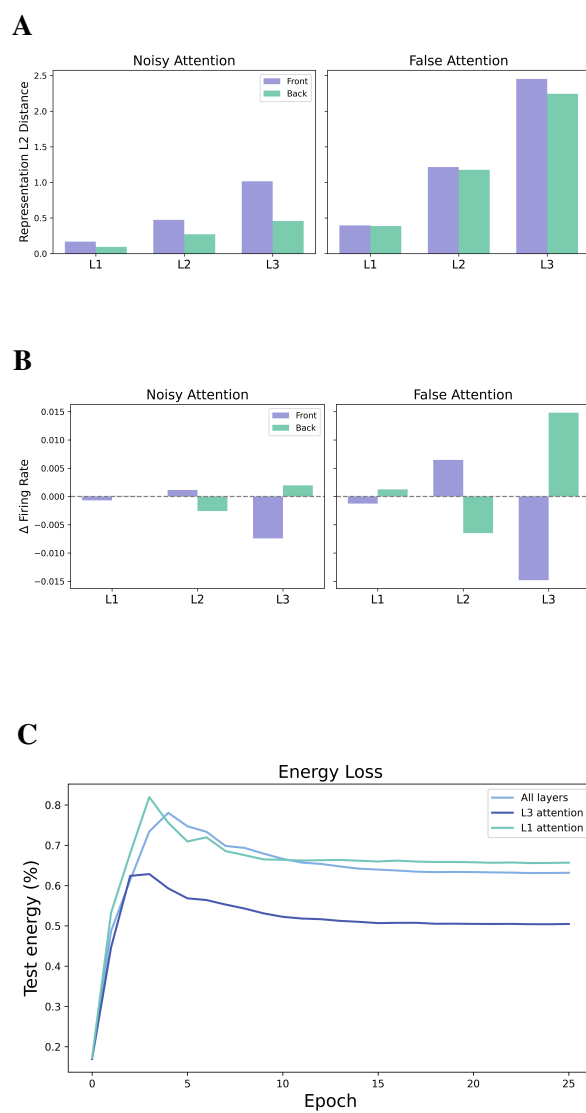 A
Noisy Attention
False Attention
Representation L2 Distance
2.5
2.0
1.5
1.0
0.5
0.0
Front
Back
L1 L2 L3
L1 L2 L3
B
Noisy Attention
False Attention
Δ Firing Rate
0.015
0.010
0.005
0.000
−0.005
−0.010
−0.015
Front
Back
L1 L2 L3
L1 L2 L3
C
Energy Loss
Test energy (%)
0.8
0.7
0.6
0.5
0.4
0.3
0.2
All layers
L3 attention
L1 attention
0 5 10 15 20 25
Epoch